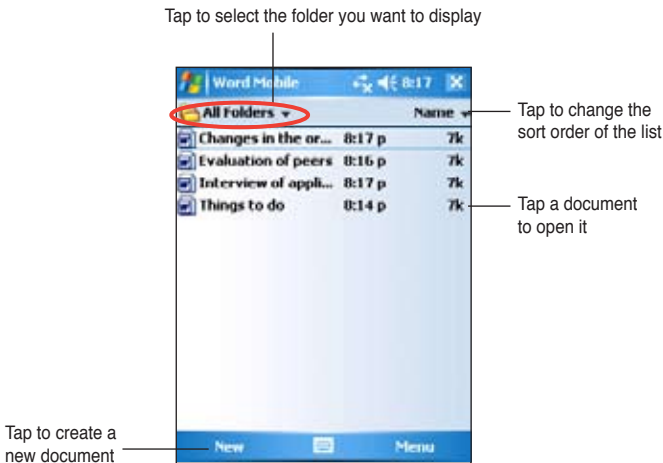 Tap to select the folder you want to display
Word Mobile 8:17
All Folders Name
Tap to change the
sort order of the list
Changes in the or... 8:17 p 7k
Evaluation of peers 8:16 p 7k
Interview of appli... 8:17 p 7k
Things to do 8:14 p 7k
Tap a document
to open it
Tap to create a
new document
New Menu